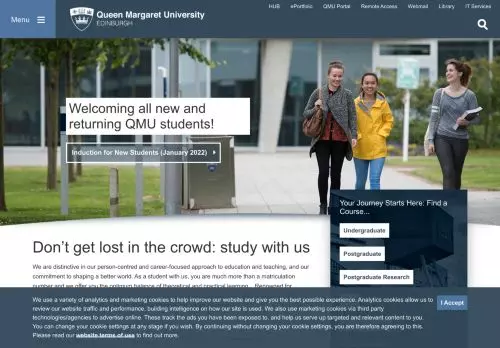 Menu
Queen Margaret University
EDINBURGH
HUB ePortfolio QMU Portal Remote Access Webmail Library IT Services
Welcoming all new and
returning QMU students!
Induction for New Students (January 2022)
Your Journey Starts Here: Find a
Course...
Undergraduate
Postgraduate
Postgraduate Research
Don't get lost in the crowd: study with us
We are distinctive in our person-centred and career-focused approach to education and teaching, and our
commitment to shaping a better world. As a student with us, you are much more than a matriculation
number and we offer you the optimum balance of theoretical and practical learning. Renowned for
We use a variety of analytics and marketing cookies to help improve our website and give you the best possible experience. Analytics cookies allow us to
review our website traffic and performance, building intelligence on how our site is used. We also use marketing cookies via third party
technologies/agencies to advertise online. These track the ads you have been exposed to, and help us serve up targeted and relevant content to you.
You can change your cookie settings at any stage if you wish. By continuing without changing your cookie settings, you are therefore agreeing to this.
Please read our website terms of use to find out more.
I Accept